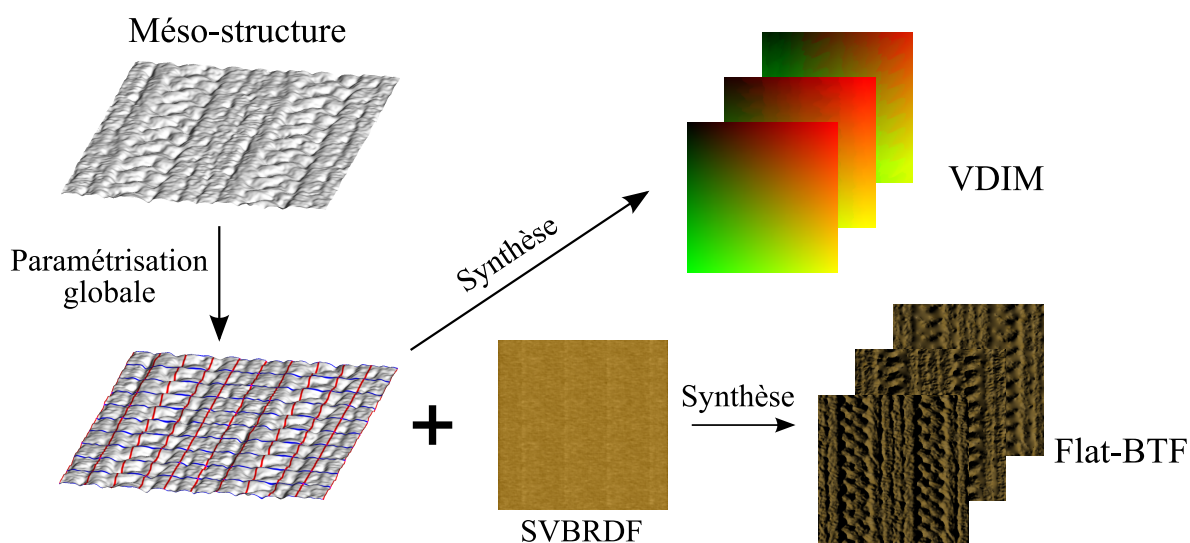 Méso-structure
VDIM
Synthèse
Paramétrisation
globale
Synthèse
Flat-BTF
SVBRDF